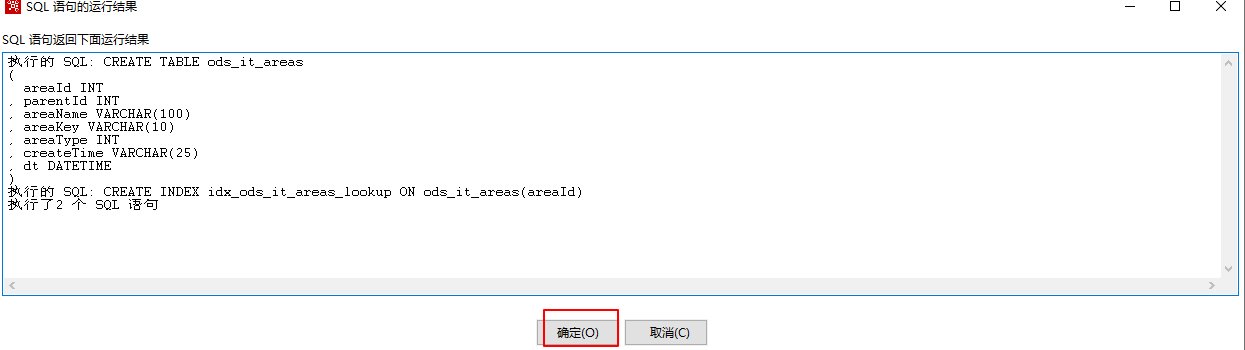 SQL 语句的运行结果
SQL 语句返回下面运行结果
执行的 SQL: CREATE TABLE ods_it_areas
(
  areaId INT
, parentId INT
, areaName VARCHAR(100)
, areaKey VARCHAR(10)
, areaType INT
, createTime VARCHAR(25)
, dt DATETIME
)
执行的 SQL: CREATE INDEX idx_ods_it_areas_lookup ON ods_it_areas(areaId)
执行了2 个 SQL 语句
确定(O) 取消(C)